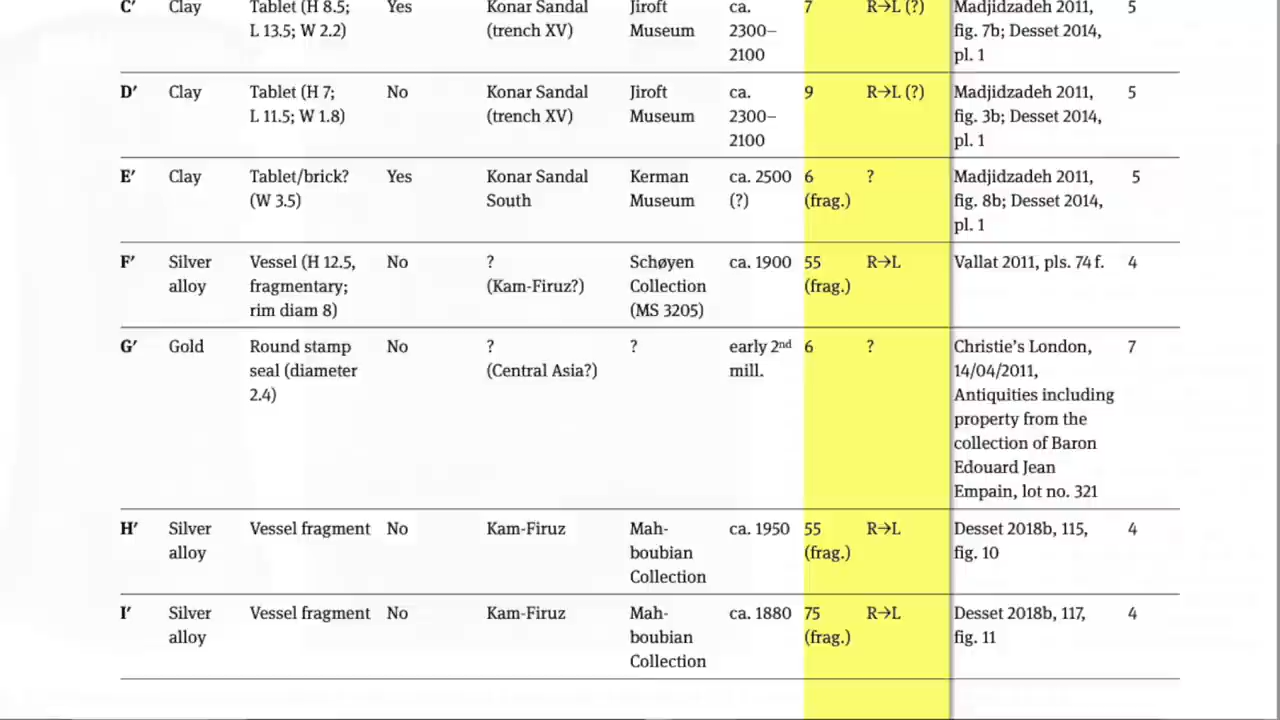 C′ Clay Tablet (H 8.5; Yes Konar Sandal Jiroft ca. 7 R→L (?) Madjidzadeh 2011, 5
L 13.5; W 2.2) (trench XV) Museum 2300– fig. 7b; Desset 2014,
2100 pl. 1
D′ Clay Tablet (H 7; No Konar Sandal Jiroft ca. 9 R→L (?) Madjidzadeh 2011, 5
L 11.5; W 1.8) (trench XV) Museum 2300– fig. 3b; Desset 2014,
2100 pl. 1
E′ Clay Tablet/brick? Yes Konar Sandal Kerman ca. 2500 6 ? Madjidzadeh 2011, 5
(W 3.5) South Museum (?) (frag.) fig. 8b; Desset 2014,
pl. 1
F′ Silver Vessel (H 12.5, No ? Schøyen ca. 1900 55 R→L Vallat 2011, pls. 74 f. 4
alloy fragmentary; (Kam-Firuz?) Collection (frag.)
rim diam 8) (MS 3205)
G′ Gold Round stamp No ? ? early 2nd 6 ? Christie’s London, 7
seal (diameter (Central Asia?) mill. 14/04/2011,
2.4) Antiquities including
property from the
collection of Baron
Edouard Jean
Empain, lot no. 321
H′ Silver Vessel fragment No Kam-Firuz Mah- ca. 1950 55 R→L Desset 2018b, 115, 4
alloy boubian (frag.) fig. 10
Collection
I′ Silver Vessel fragment No Kam-Firuz Mah- ca. 1880 75 R→L Desset 2018b, 117, 4
alloy boubian (frag.) fig. 11
Collection